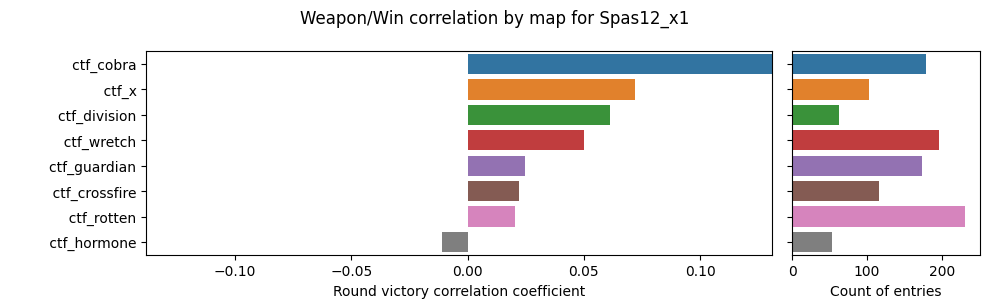 Weapon/Win correlation by map for Spas12_x1
ctf_cobra
ctf_x
ctf_division
ctf_wretch
ctf_guardian
ctf_crossfire
ctf_rotten
ctf_hormone
−0.10 −0.05 0.00 0.05 0.10
0 100 200
Round victory correlation coefficient
Count of entries